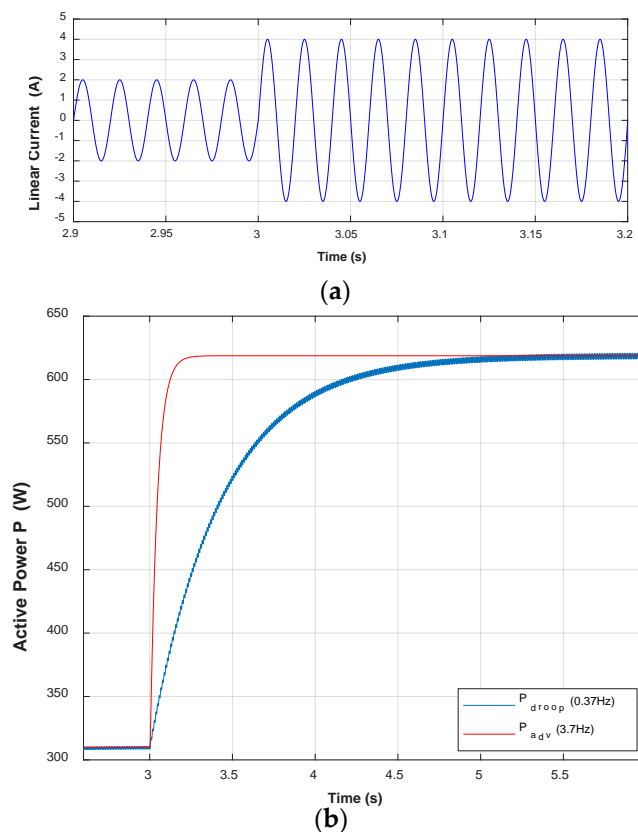 5
4
3
2
1
0
-1
-2
-3
-4
-5
Linear Current (A)
2.9 2.95 3 3.05 3.1 3.15 3.2
Time (s)
(a)
650
600
550
500
450
400
350
300
Active Power P (W)
P droop (0.37Hz)
P adv (3.7Hz)
3 3.5 4 4.5 5 5.5
Time (s)
(b)